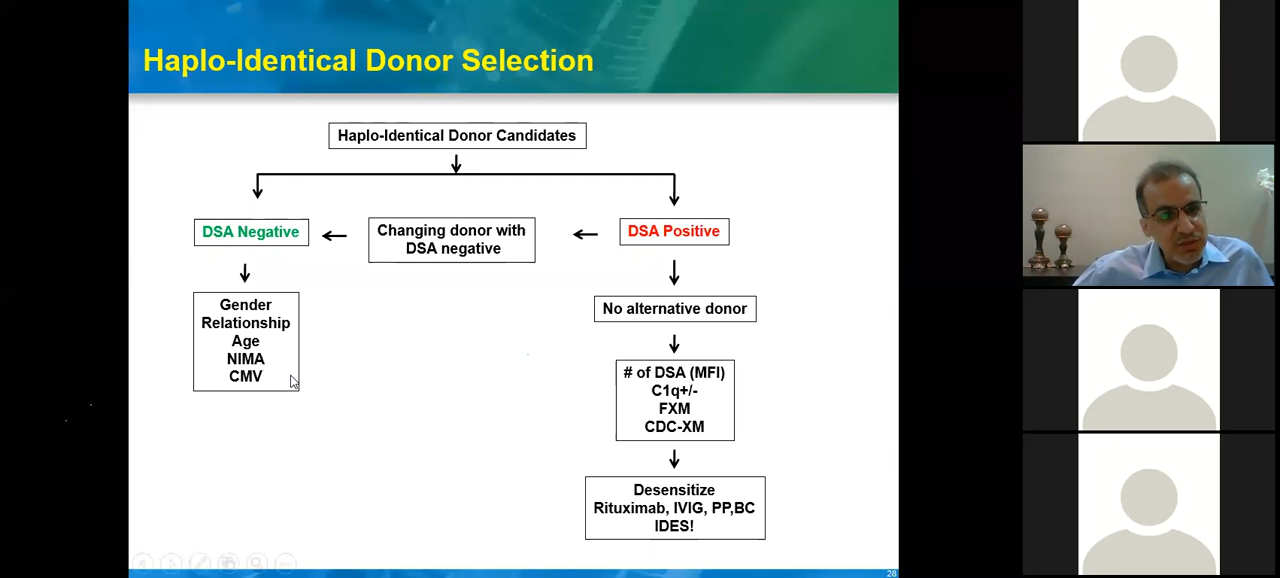 Haplo-Identical Donor Selection
Haplo-Identical Donor Candidates
DSA Negative
Changing donor with
DSA negative
DSA Positive
Gender
Relationship
Age
NIMA
CMV
No alternative donor
# of DSA (MFI)
C1q+/-
FXM
CDC-XM
Desensitize
Rituximab, IVIG, PP,BC
IDES!
28